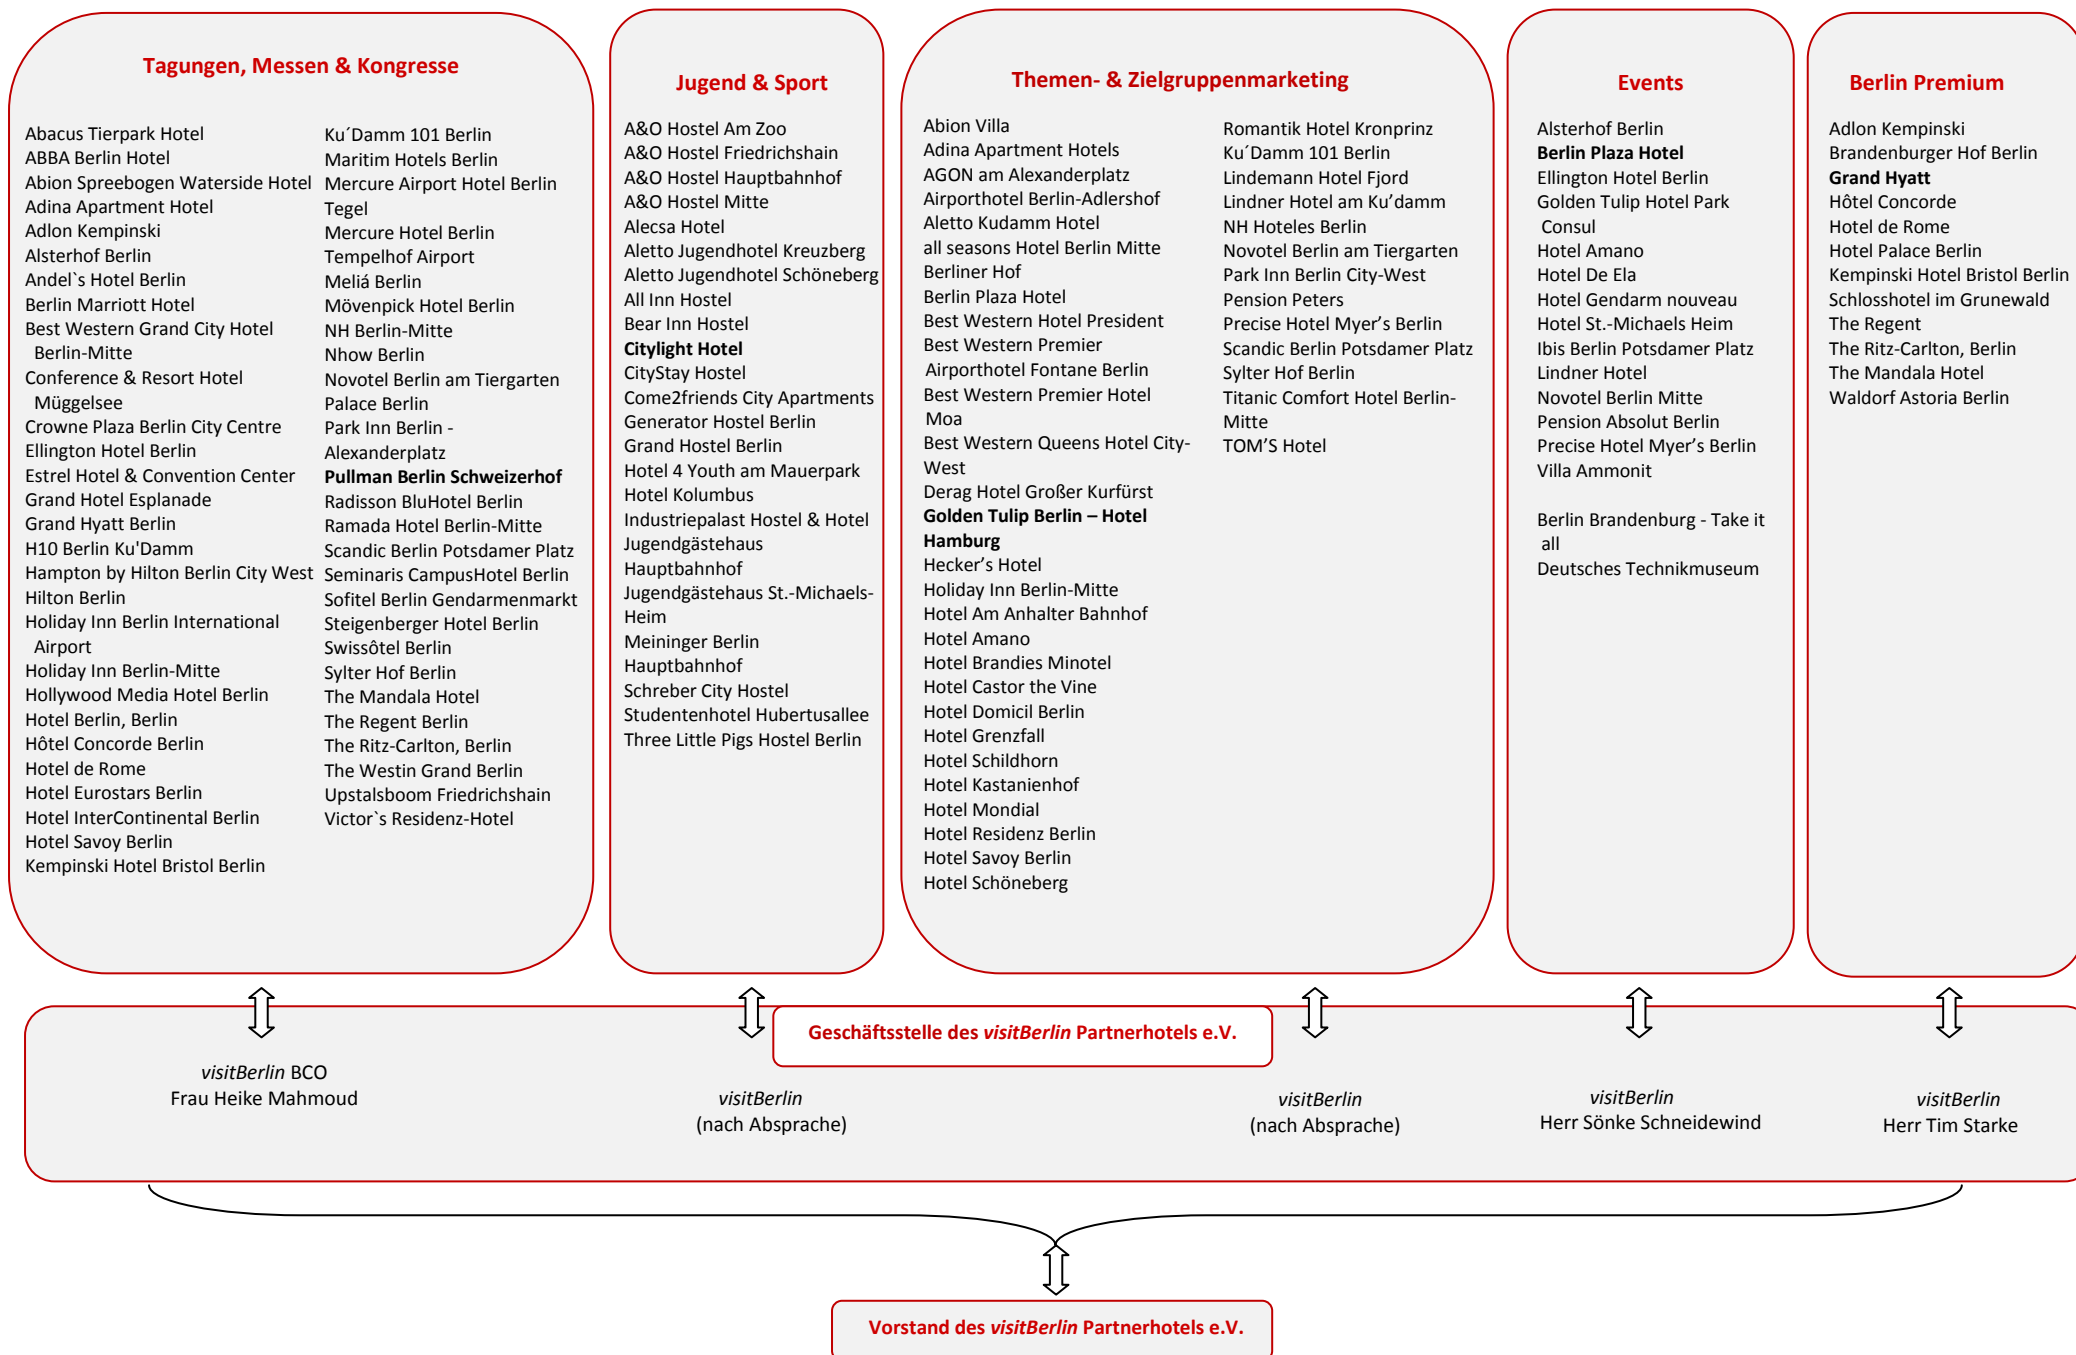 Tagungen, Messen & Kongresse
Abacus Tierpark Hotel
ABBA Berlin Hotel
Abion Spreebogen Waterside Hotel
Adina Apartment Hotel
Adlon Kempinski
Alsterhof Berlin
Andel`s Hotel Berlin
Berlin Marriott Hotel
Best Western Grand City Hotel
Berlin-Mitte
Conference & Resort Hotel
Müggelsee
Crowne Plaza Berlin City Centre
Ellington Hotel Berlin
Estrel Hotel & Convention Center
Grand Hotel Esplanade
Grand Hyatt Berlin
H10 Berlin Ku'Damm
Hampton by Hilton Berlin City West
Hilton Berlin
Holiday Inn Berlin International
Airport
Holiday Inn Berlin-Mitte
Hollywood Media Hotel Berlin
Hotel Berlin, Berlin
Hôtel Concorde Berlin
Hotel de Rome
Hotel Eurostars Berlin
Hotel InterContinental Berlin
Hotel Savoy Berlin
Kempinski Hotel Bristol Berlin
Ku´Damm 101 Berlin
Maritim Hotels Berlin
Mercure Airport Hotel Berlin
Tegel
Mercure Hotel Berlin
Tempelhof Airport
Meliá Berlin
Mövenpick Hotel Berlin
NH Berlin-Mitte
Nhow Berlin
Novotel Berlin am Tiergarten
Palace Berlin
Park Inn Berlin -
Alexanderplatz
Pullman Berlin Schweizerhof
Radisson BluHotel Berlin
Ramada Hotel Berlin-Mitte
Scandic Berlin Potsdamer Platz
Seminaris CampusHotel Berlin
Sofitel Berlin Gendarmenmarkt
Steigenberger Hotel Berlin
Swissôtel Berlin
Sylter Hof Berlin
The Mandala Hotel
The Regent Berlin
The Ritz-Carlton, Berlin
The Westin Grand Berlin
Upstalsboom Friedrichshain
Victor`s Residenz-Hotel
Jugend & Sport
A&O Hostel Am Zoo
A&O Hostel Friedrichshain
A&O Hostel Hauptbahnhof
A&O Hostel Mitte
Alecsa Hotel
Aletto Jugendhotel Kreuzberg
Aletto Jugendhotel Schöneberg
All Inn Hostel
Bear Inn Hostel
Citylight Hotel
CityStay Hostel
Come2friends City Apartments
Generator Hostel Berlin
Grand Hostel Berlin
Hotel 4 Youth am Mauerpark
Hotel Kolumbus
Industriepalast Hostel & Hotel
Jugendgästehaus
Hauptbahnhof
Jugendgästehaus St.-Michaels-
Heim
Meininger Berlin
Hauptbahnhof
Schreber City Hostel
Studentenhotel Hubertusallee
Three Little Pigs Hostel Berlin
Themen- & Zielgruppenmarketing
Abion Villa
Adina Apartment Hotels
AGON am Alexanderplatz
Airporthotel Berlin-Adlershof
Aletto Kudamm Hotel
all seasons Hotel Berlin Mitte
Berliner Hof
Berlin Plaza Hotel
Best Western Hotel President
Best Western Premier
Airporthotel Fontane Berlin
Best Western Premier Hotel
Moa
Best Western Queens Hotel City-
West
Derag Hotel Großer Kurfürst
Golden Tulip Berlin – Hotel
Hamburg
Hecker’s Hotel
Holiday Inn Berlin-Mitte
Hotel Am Anhalter Bahnhof
Hotel Amano
Hotel Brandies Minotel
Hotel Castor the Vine
Hotel Domicil Berlin
Hotel Grenzfall
Hotel Schildhorn
Hotel Kastanienhof
Hotel Mondial
Hotel Residenz Berlin
Hotel Savoy Berlin
Hotel Schöneberg
Romantik Hotel Kronprinz
Ku´Damm 101 Berlin
Lindemann Hotel Fjord
Lindner Hotel am Ku’damm
NH Hoteles Berlin
Novotel Berlin am Tiergarten
Park Inn Berlin City-West
Pension Peters
Precise Hotel Myer’s Berlin
Scandic Berlin Potsdamer Platz
Sylter Hof Berlin
Titanic Comfort Hotel Berlin-
Mitte
TOM’S Hotel
Events
Alsterhof Berlin
Berlin Plaza Hotel
Ellington Hotel Berlin
Golden Tulip Hotel Park
Consul
Hotel Amano
Hotel De Ela
Hotel Gendarm nouveau
Hotel St.-Michaels Heim
Ibis Berlin Potsdamer Platz
Lindner Hotel
Novotel Berlin Mitte
Pension Absolut Berlin
Precise Hotel Myer’s Berlin
Villa Ammonit
Berlin Brandenburg - Take it
all
Deutsches Technikmuseum
Berlin Premium
Adlon Kempinski
Brandenburger Hof Berlin
Grand Hyatt
Hôtel Concorde
Hotel de Rome
Hotel Palace Berlin
Kempinski Hotel Bristol Berlin
Schlosshotel im Grunewald
The Regent
The Ritz-Carlton, Berlin
The Mandala Hotel
Waldorf Astoria Berlin
Geschäftsstelle des visitBerlin Partnerhotels e.V.
visitBerlin BCO
Frau Heike Mahmoud
visitBerlin
(nach Absprache)
visitBerlin
(nach Absprache)
visitBerlin
Herr Sönke Schneidewind
visitBerlin
Herr Tim Starke
Vorstand des visitBerlin Partnerhotels e.V.